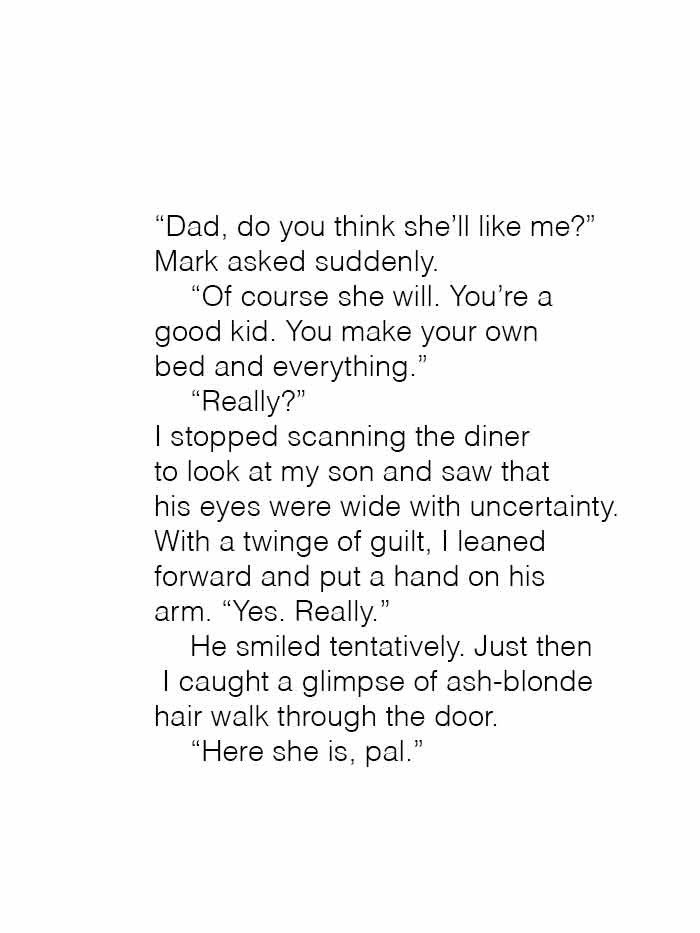 “Dad, do you think she’ll like me?”
Mark asked suddenly.
“Of course she will. You’re a
good kid. You make your own
bed and everything.”
“Really?”
I stopped scanning the diner
to look at my son and saw that
his eyes were wide with uncertainty.
With a twinge of guilt, I leaned
forward and put a hand on his
arm. “Yes. Really.”
He smiled tentatively. Just then
I caught a glimpse of ash-blonde
hair walk through the door.
“Here she is, pal.”